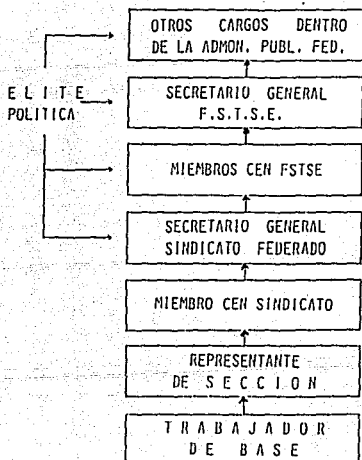 OTROS CARGOS DENTRO
DE LA ADMON. PUBL. FED.
ELITE
POLITICA
SECRETARIO GENERAL
F.S.T.S.E.
MIEMBROS CEN FSTSE
SECRETARIO GENERAL
SINDICATO FEDERADO
MIEMBRO CEN SINDICATO
REPRESENTANTE
DE SECCION
TRABAJADOR
DE BASE